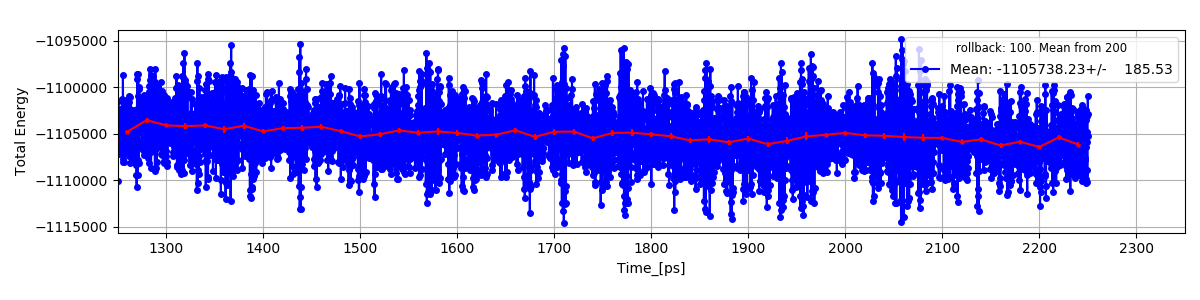 rollback: 100. Mean from 200
Mean: -1105738.23+/- 185.53
Total Energy
−1095000
−1100000
−1105000
−1110000
−1115000
1300 1400 1500 1600 1700 1800 1900 2000 2100 2200 2300
Time_[ps]